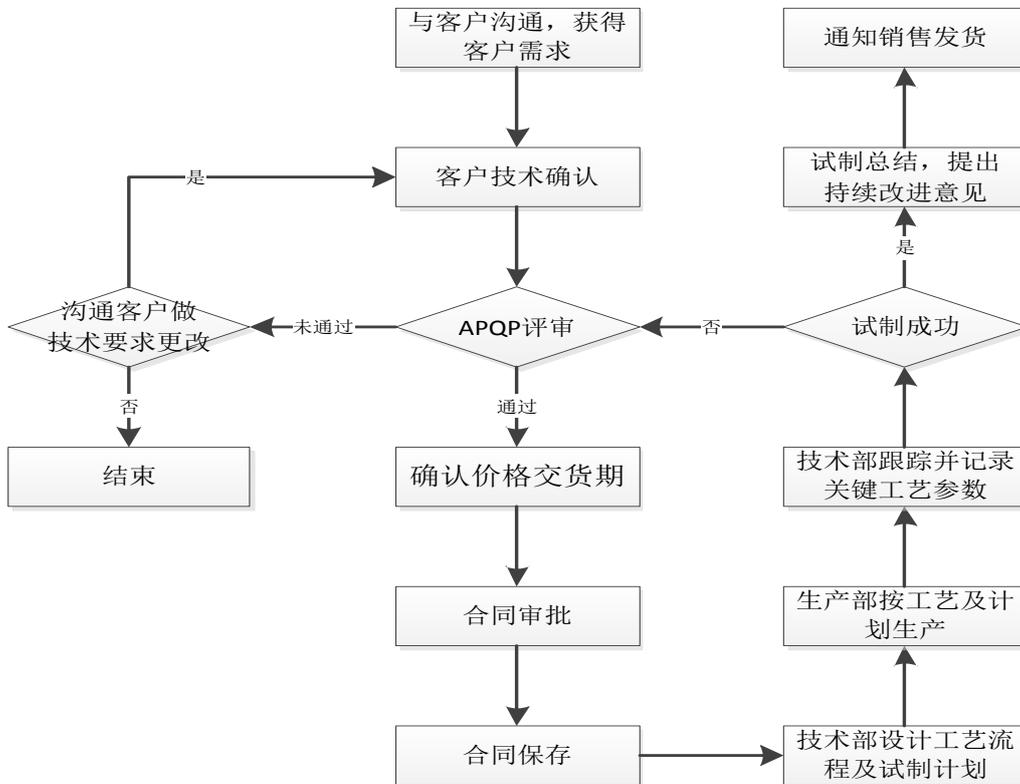 与客户沟通，获得
客户需求
通知销售发货
是
客户技术确认
试制总结，提出
持续改进意见
是
沟通客户做
技术要求更改
未通过
APQP评审
否
试制成功
否
通过
结束
确认价格交货期
技术部跟踪并记录
关键工艺参数
合同审批
生产部按工艺及计
划生产
合同保存
技术部设计工艺流
程及试制计划